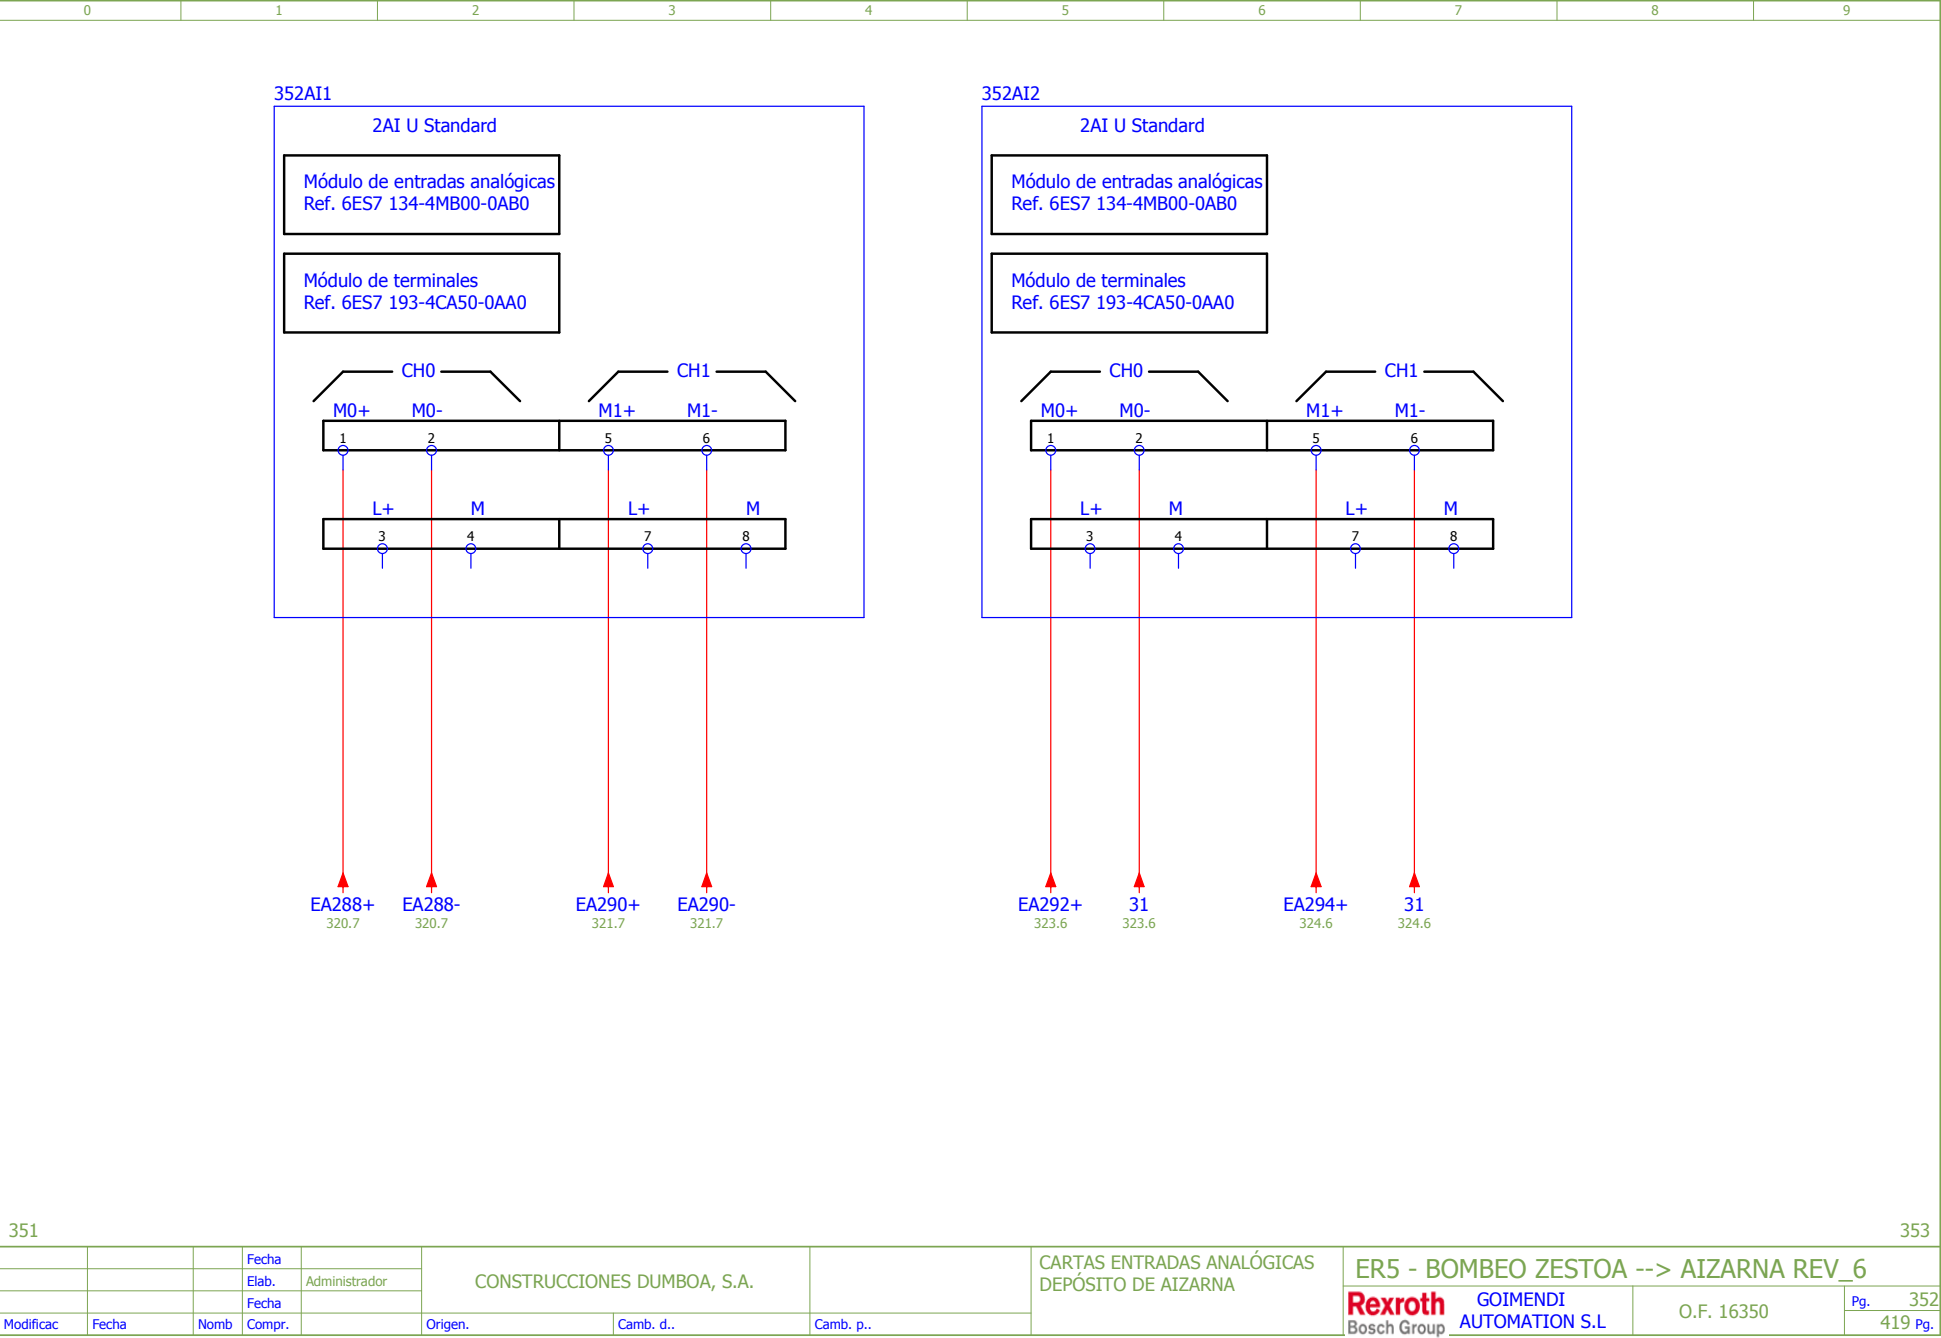 0 1 2 3 4 5 6 7 8 9
352AI1
2AI U Standard
Módulo de entradas analógicas
Ref. 6ES7 134-4MB00-0AB0
Módulo de terminales
Ref. 6ES7 193-4CA50-0AA0
CH0 CH1
M0+ M0- M1+ M1-
1 2 5 6
L+ M L+ M
3 4 7 8
EA288+ EA288- EA290+ EA290-
320.7 320.7 321.7 321.7
352AI2
2AI U Standard
Módulo de entradas analógicas
Ref. 6ES7 134-4MB00-0AB0
Módulo de terminales
Ref. 6ES7 193-4CA50-0AA0
CH0 CH1
M0+ M0- M1+ M1-
1 2 5 6
L+ M L+ M
3 4 7 8
EA292+ 31 EA294+ 31
323.6 323.6 324.6 324.6
351 353
Fecha
Elab. Administrador
Fecha
Modificac Fecha Nomb Compr.
CONSTRUCCIONES DUMBOA, S.A.
Origen. Camb. d.. Camb. p..
CARTAS ENTRADAS ANALÓGICAS
DEPÓSITO DE AIZARNA
ER5 - BOMBEO ZESTOA --> AIZARNA REV_6
Rexroth
Bosch Group
GOIMENDI
AUTOMATION S.L
O.F. 16350
Pg. 352
419 Pg.